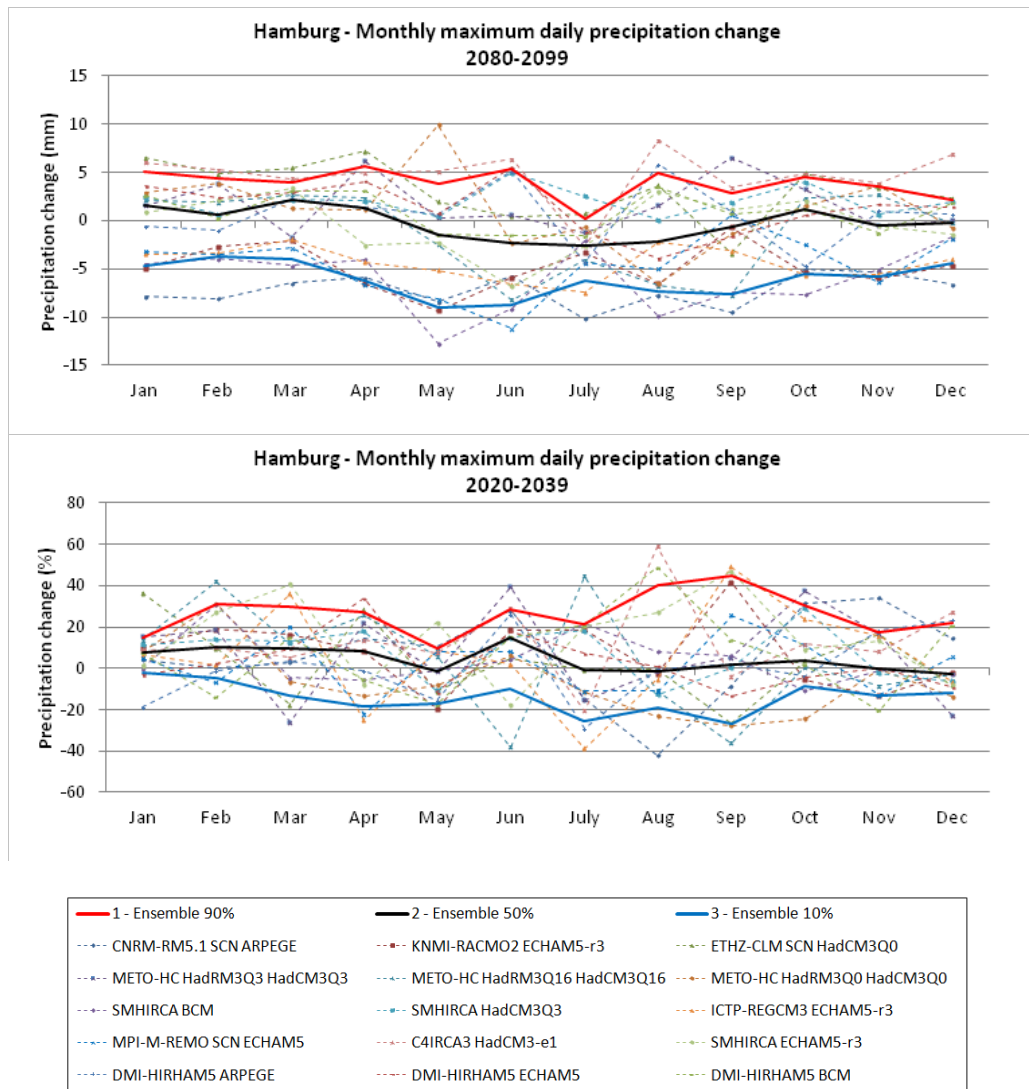 Hamburg - Monthly maximum daily precipitation change
2080-2099
Precipitation change (mm)
15
10
5
0
-5
-10
-15
Jan Feb Mar Apr May Jun July Aug Sep Oct Nov Dec
Hamburg - Monthly maximum daily precipitation change
2020-2039
Precipitation change (%)
80
60
40
20
0
-20
-40
-60
Jan Feb Mar Apr May Jun July Aug Sep Oct Nov Dec
1 - Ensemble 90% 2 - Ensemble 50% 3 - Ensemble 10%
CNRM-RM5.1 SCN ARPEGE KNMI-RACMO2 ECHAM5-r3 ETHZ-CLM SCN HadCM3Q0
METO-HC HadRM3Q3 HadCM3Q3 METO-HC HadRM3Q16 HadCM3Q16 METO-HC HadRM3Q0 HadCM3Q0
SMHIRCA BCM SMHIRCA HadCM3Q3 ICTP-REGCM3 ECHAM5-r3
MPI-M-REMO SCN ECHAM5 C4IRCA3 HadCM3-e1 SMHIRCA ECHAM5-r3
DMI-HIRHAM5 ARPEGE DMI-HIRHAM5 ECHAM5 DMI-HIRHAM5 BCM